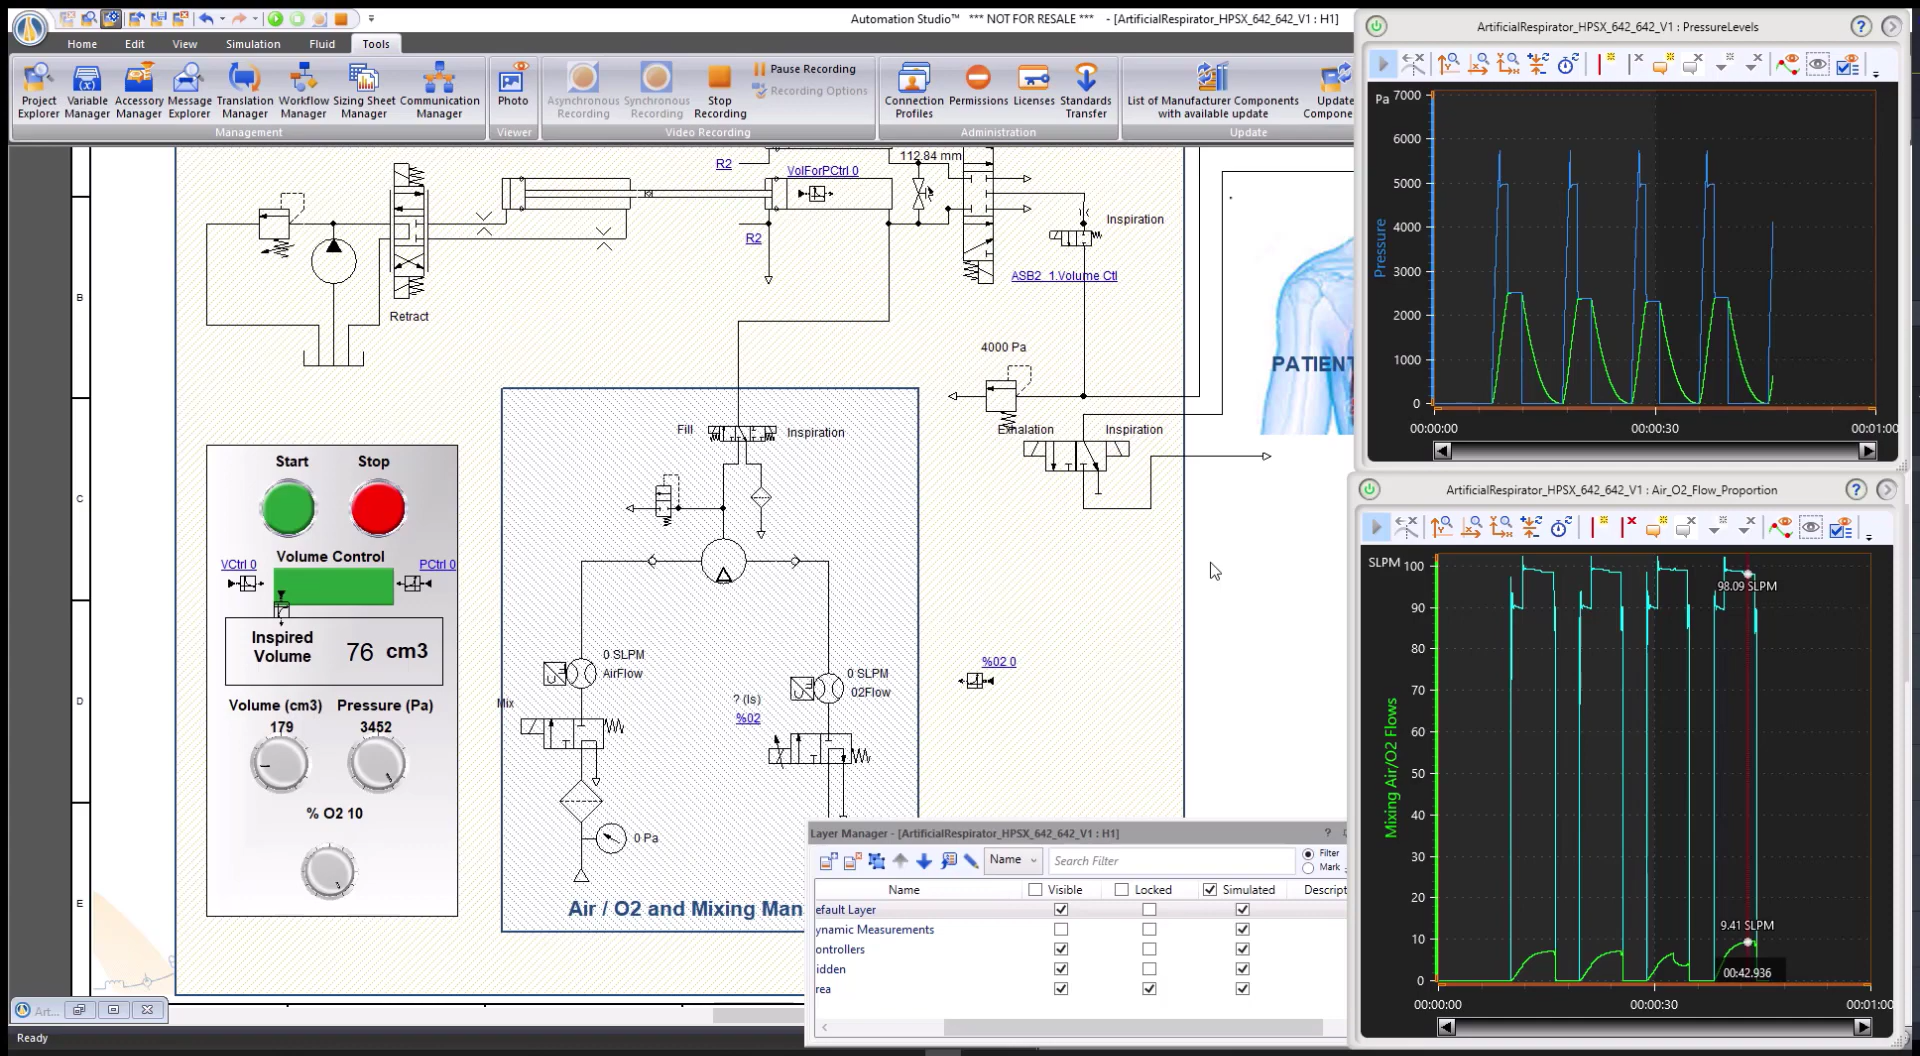 Automation Studio™ *** NOT FOR RESALE *** - [ArtificialRespirator_HPSX_642_642_V1 : H1]
Home Edit View Simulation Fluid Tools
Project Explorer
Variable Manager
Accessory Manager
Message Explorer
Translation Manager
Workflow Manager
Sizing Sheet Manager
Communication Manager
Management
Photo
Viewer
Asynchronous Recording
Synchronous Recording
Stop Recording
Pause Recording
Recording Options
Video Recording
Connection Profiles
Permissions
Licenses
Standards Transfer
Administration
List of Manufacturer Components with available update
Update
Compone
Update
B
C
D
E
R2
VolForPCtrl 0
112.84 mm
R2
Inspiration
ASB2_1.Volume Ctl
Retract
4000 Pa
PATIENT
Exhalation Inspiration
Fill Inspiration
Start Stop
Volume Control
VCtrl 0
PCtrl 0
Inspired Volume
76 cm3
Volume (cm3) Pressure (Pa)
179 3452
% O2 10
0 SLPM
AirFlow
0 SLPM
02Flow
Mix
? (ls)
%02
%02 0
0 Pa
Air / O2 and Mixing Man
Layer Manager - [ArtificialRespirator_HPSX_642_642_V1 : H1] ?
Name
Search Filter
Filter
Mark
Name Visible Locked Simulated Descript
efault Layer
ynamic Measurements
ontrollers
idden
rea
Art...
Ready
ArtificialRespirator_HPSX_642_642_V1 : PressureLevels
?
Pa
7000
6000
5000
4000
3000
2000
1000
0
Pressure
00:00:00 00:00:30 00:01:00
ArtificialRespirator_HPSX_642_642_V1 : Air_O2_Flow_Proportion
?
SLPM
100
90
80
70
60
50
40
30
20
10
0
Mixing Air/O2 Flows
98.09 SLPM
9.41 SLPM
00:42.936
00:00:00 00:00:30 00:01:00